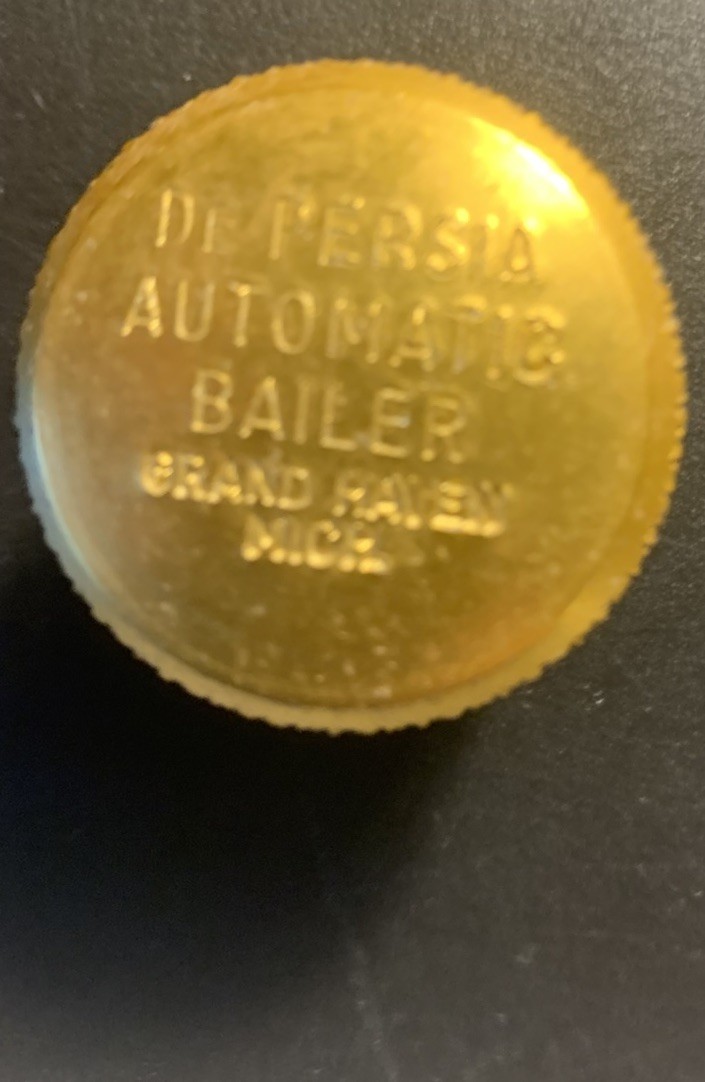 De PERSIA
AUTOMATIC
BAILER
GRAND HAVEN
MICH.